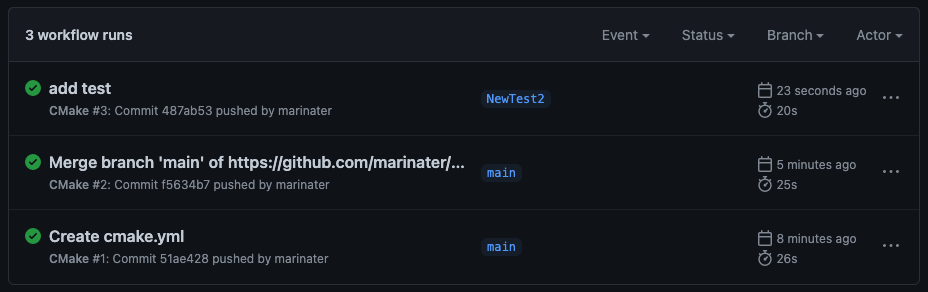 3 workflow runs
Event Status Branch Actor
add test
CMake #3: Commit 487ab53 pushed by marinater
NewTest2
23 seconds ago
20s
Merge branch 'main' of https://github.com/marinater/...
CMake #2: Commit f5634b7 pushed by marinater
main
5 minutes ago
25s
Create cmake.yml
CMake #1: Commit 51ae428 pushed by marinater
main
8 minutes ago
26s